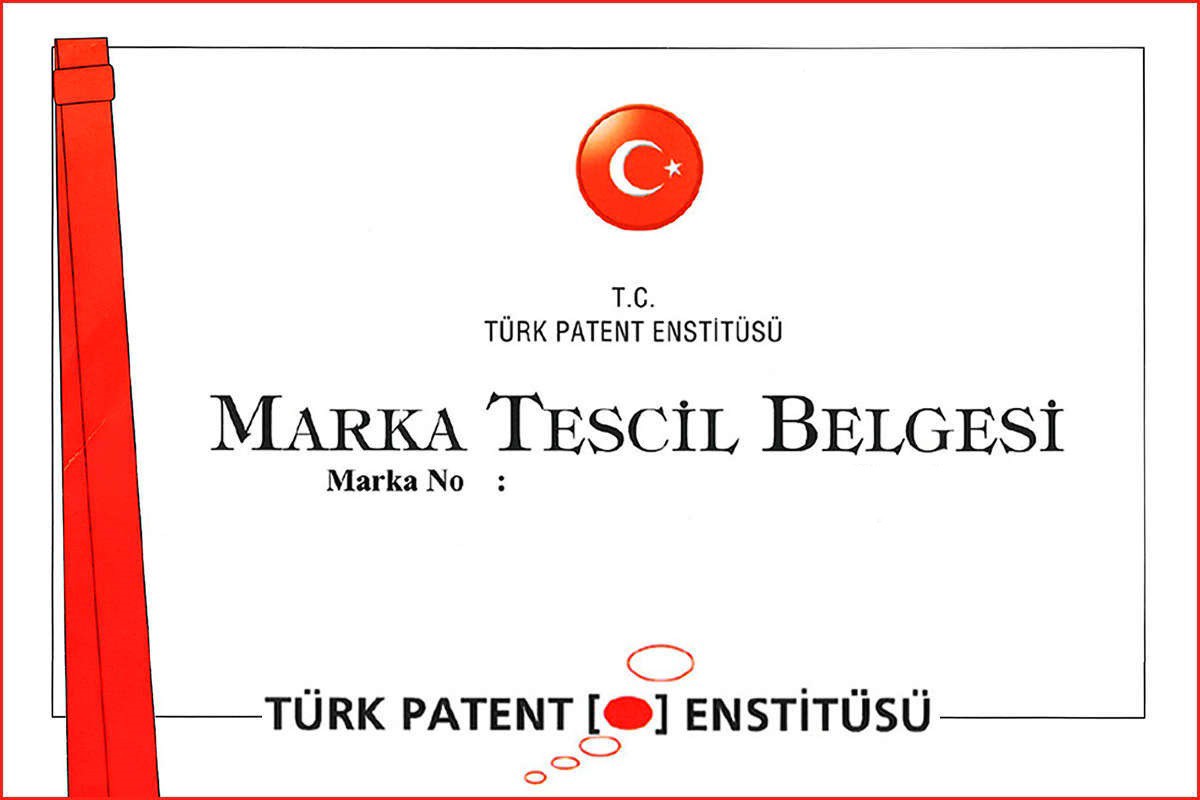 T.C.
TÜRK PATENT ENSTİTÜSÜ
MARKA TESCİL BELGESİ
Marka No :
TÜRK PATENT [ ] ENSTİTÜSÜ